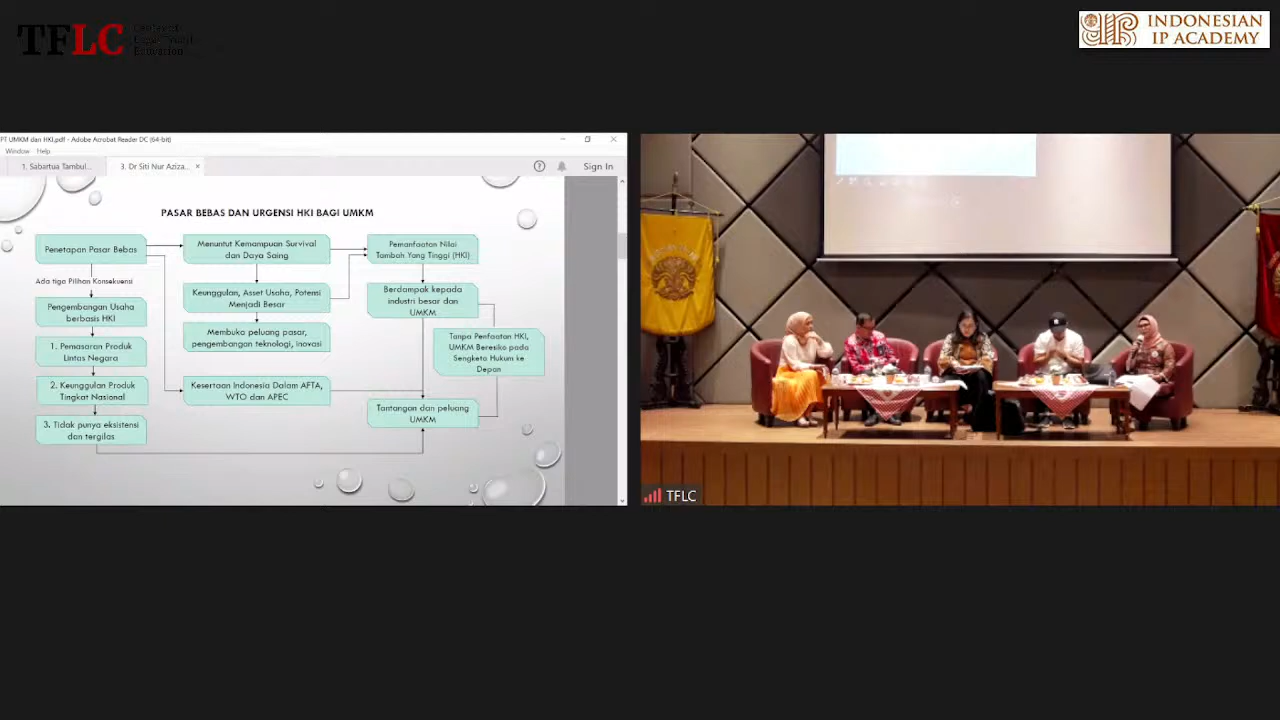 TFLC
INDONESIAN
IP ACADEMY
PT UMKM dan HKI.pdf - Adobe Acrobat Reader DC (64-bit)
Window Help
1. Sabartua Tambul...
3. Dr Siti Nur Aziza...
Sign In
PASAR BEBAS DAN URGENSI HKI BAGI UMKM
Penetapan Pasar Bebas
Ada tiga Pilihan Konsekuensi
Pengembangan Usaha
berbasis HKI
1. Pemasaran Produk
Lintas Negara
2. Keunggulan Produk
Tingkat Nasional
3. Tidak punya eksistensi
dan tergilas
Menuntut Kemampuan Survival
dan Daya Saing
Keunggulan, Asset Usaha, Potensi
Menjadi Besar
Membuka peluang pasar,
pengembangan teknologi, inovasi
Kesertaan Indonesia Dalam AFTA,
WTO dan APEC
Pemanfaatan Nilai
Tambah Yang Tinggi (HKI)
Berdampak kepada
industri besar dan
UMKM
Tanpa Penfaatan HKI,
UMKM Beresiko pada
Sengketa Hukum ke
Depan
Tantangan dan peluang
UMKM
TFLC